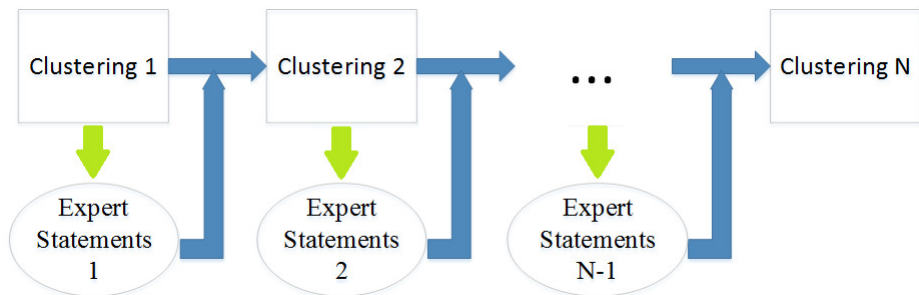 Clustering 1
Clustering 2
...
Clustering N
Expert
Statements
1
Expert
Statements
2
Expert
Statements
N-1